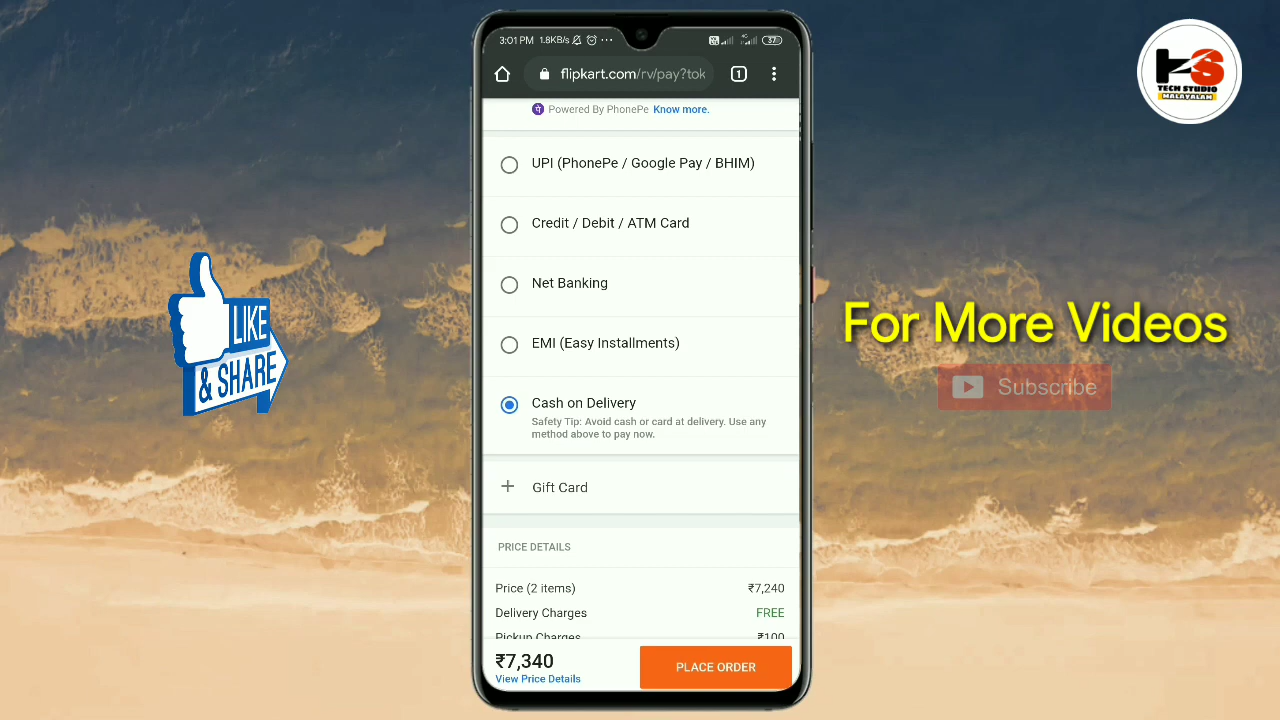 3:01 PM 1.8KB/s ... 37
flipkart.com/rv/pay?tok 1
Powered By PhonePe Know more.
UPI (PhonePe / Google Pay / BHIM)
Credit / Debit / ATM Card
Net Banking
EMI (Easy Installments)
Cash on Delivery
Safety Tip: Avoid cash or card at delivery. Use any
method above to pay now.
+ Gift Card
PRICE DETAILS
Price (2 items) ₹7,240
Delivery Charges FREE
Pickup Charges ₹100
₹7,340
View Price Details
PLACE ORDER
LIKE
& SHARE
TECH STUDIO
MALAYALAM
For More Videos
Subscribe